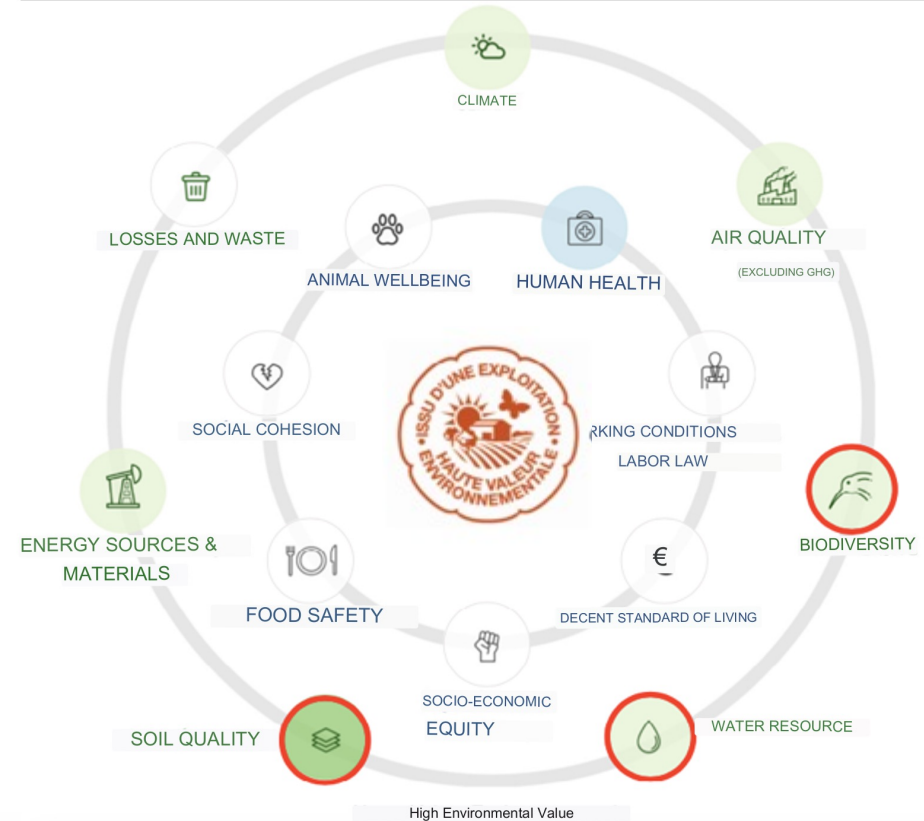 CLIMATE
LOSSES AND WASTE
AIR QUALITY
(EXCLUDING GHG)
ANIMAL WELLBEING
HUMAN HEALTH
SOCIAL COHESION
ISSU D'UNE EXPLOITATION
HAUTE VALEUR
ENVIRONNEMENTALE
RKING CONDITIONS
LABOR LAW
ENERGY SOURCES &
MATERIALS
BIODIVERSITY
€
FOOD SAFETY
DECENT STANDARD OF LIVING
SOCIO-ECONOMIC
EQUITY
SOIL QUALITY
WATER RESOURCE
High Environmental Value